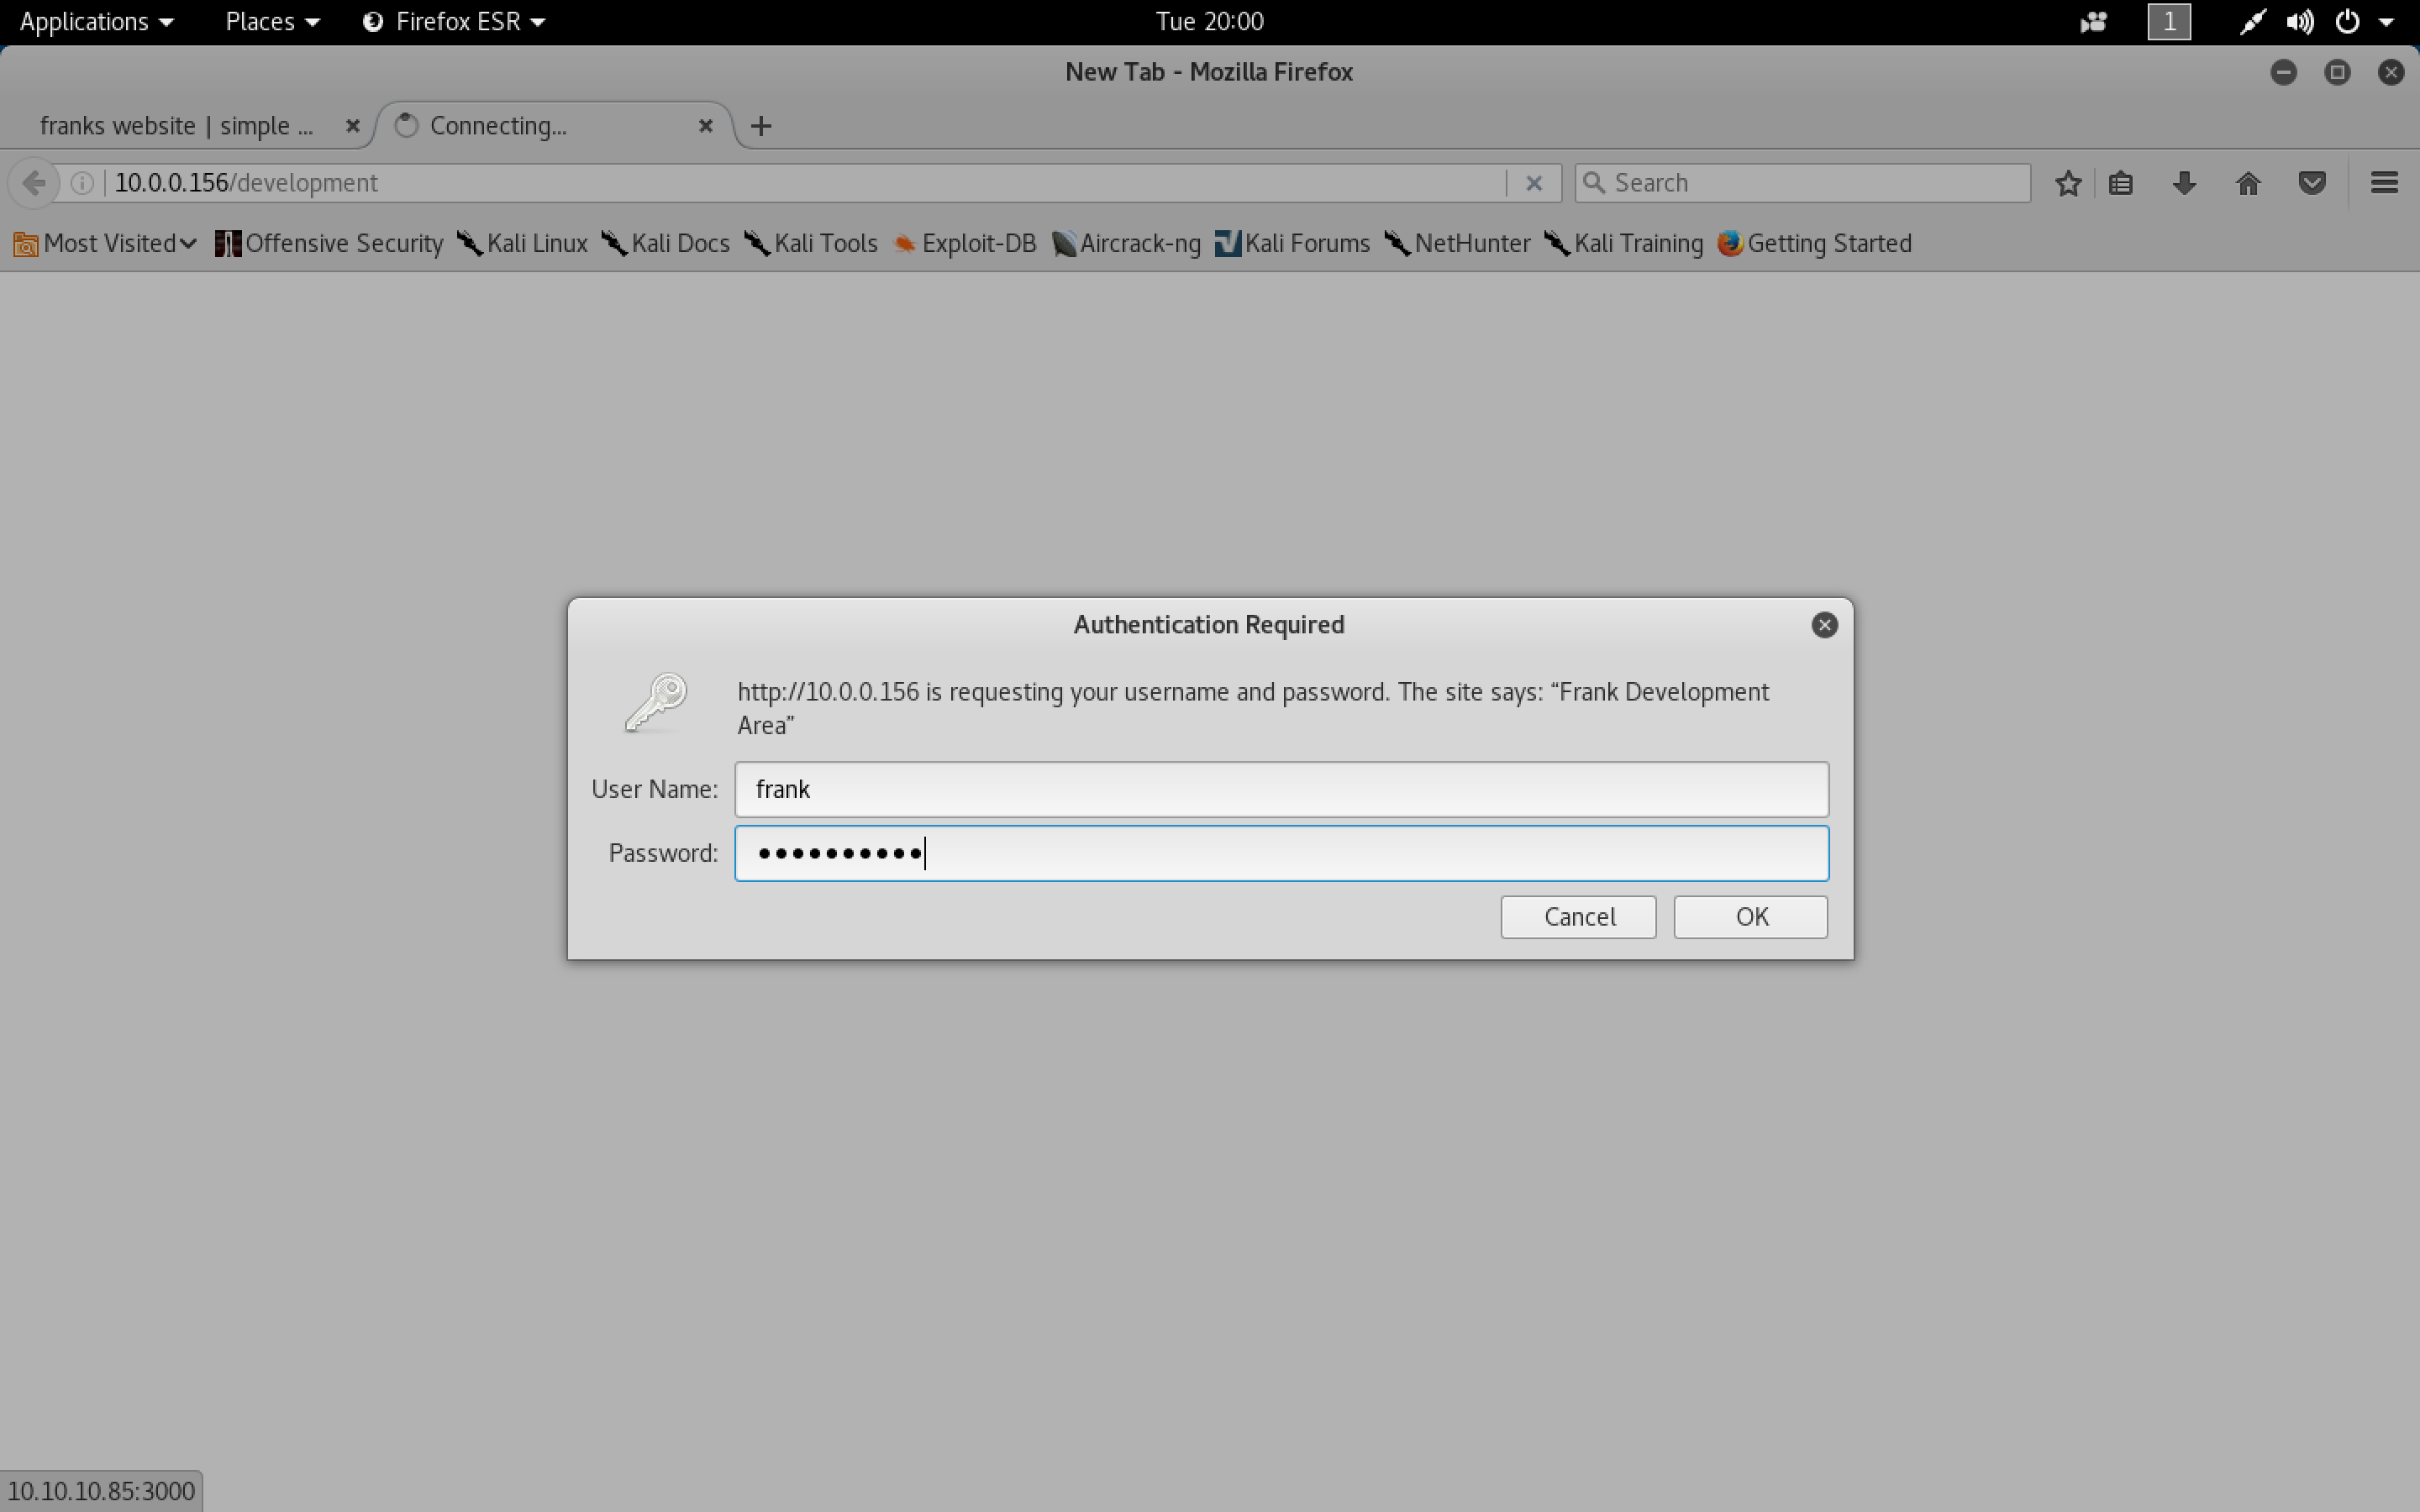 Applications Places Firefox ESR Tue 20:00 1
New Tab - Mozilla Firefox
franks website | simple ... Connecting...
10.0.0.156/development Search
Most Visited Offensive Security Kali Linux Kali Docs Kali Tools Exploit-DB Aircrack-ng Kali Forums NetHunter Kali Training Getting Started
Authentication Required
http://10.0.0.156 is requesting your username and password. The site says: “Frank Development
Area”
User Name: frank
Password: ••••••••••
Cancel OK
10.10.10.85:3000